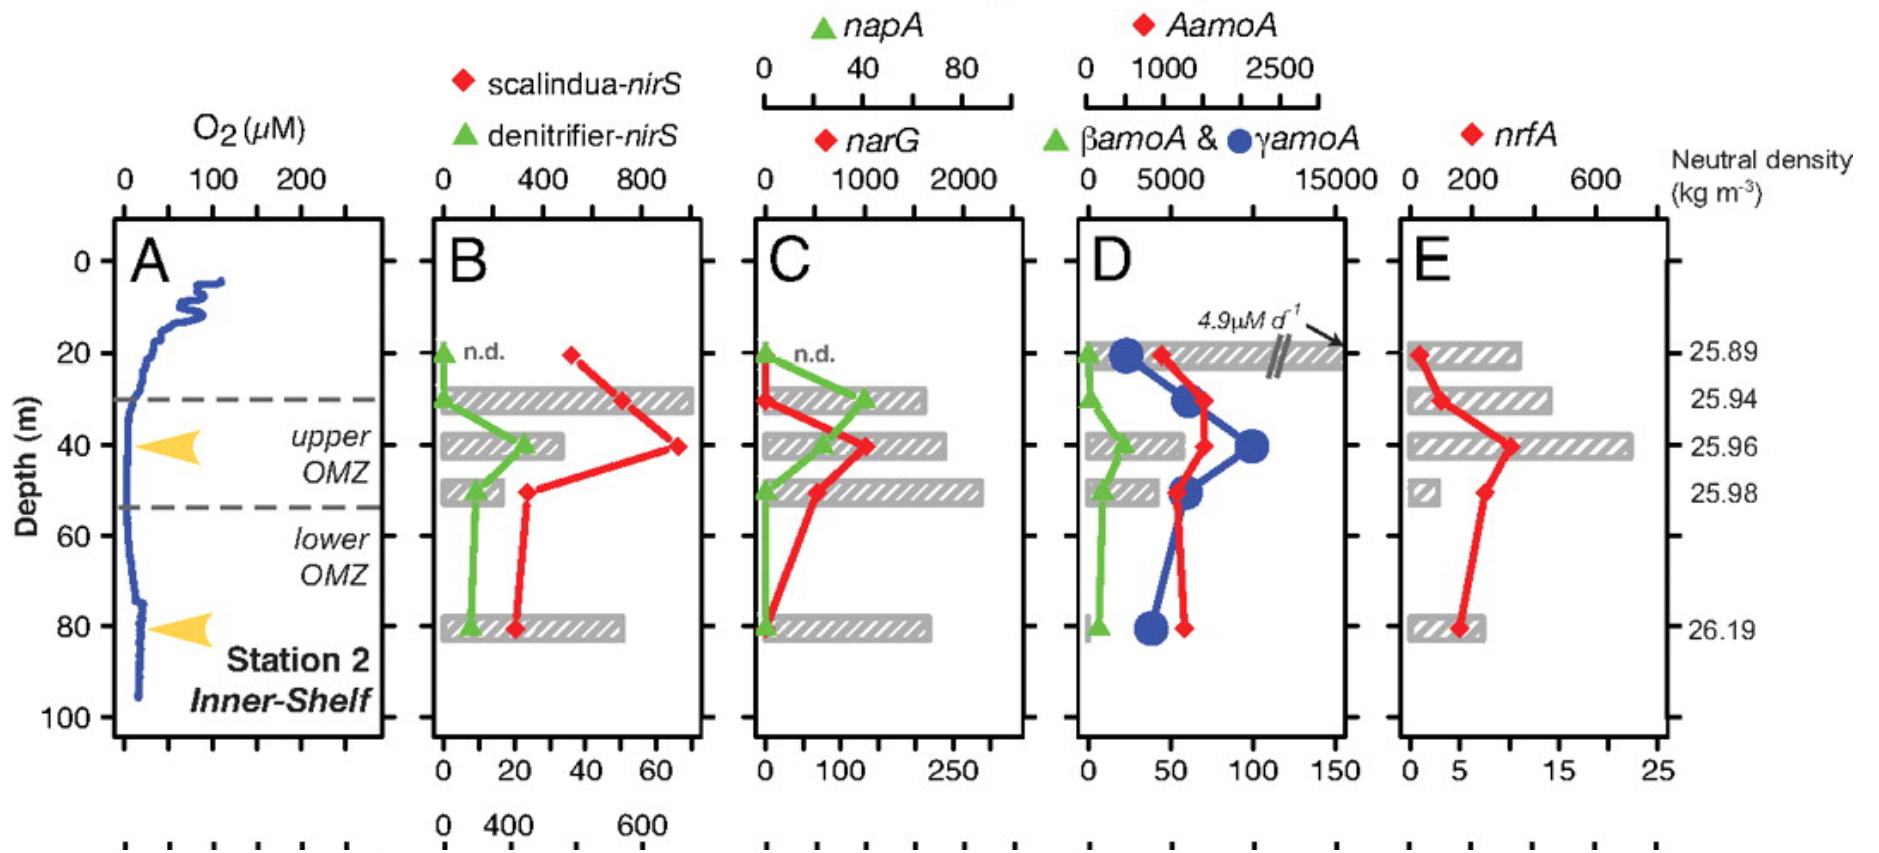 napA
AamoA
0 40 80
0 1000 2500
scalindua-nirS
denitrifier-nirS
narG
βamoA & γamoA
nrfA
O2 (µM)
Neutral density
(kg m-3)
0 100 200
0 400 800
0 1000 2000
0 5000 15000
0 200 600
Depth (m)
A
B
C
D
E
0
20
40
60
80
100
4.9µM d-1
n.d.
n.d.
upper
OMZ
lower
OMZ
Station 2
Inner-Shelf
25.89
25.94
25.96
25.98
26.19
0 20 40 60
0 100 250
0 50 100 150
0 5 15 25
0 400 600